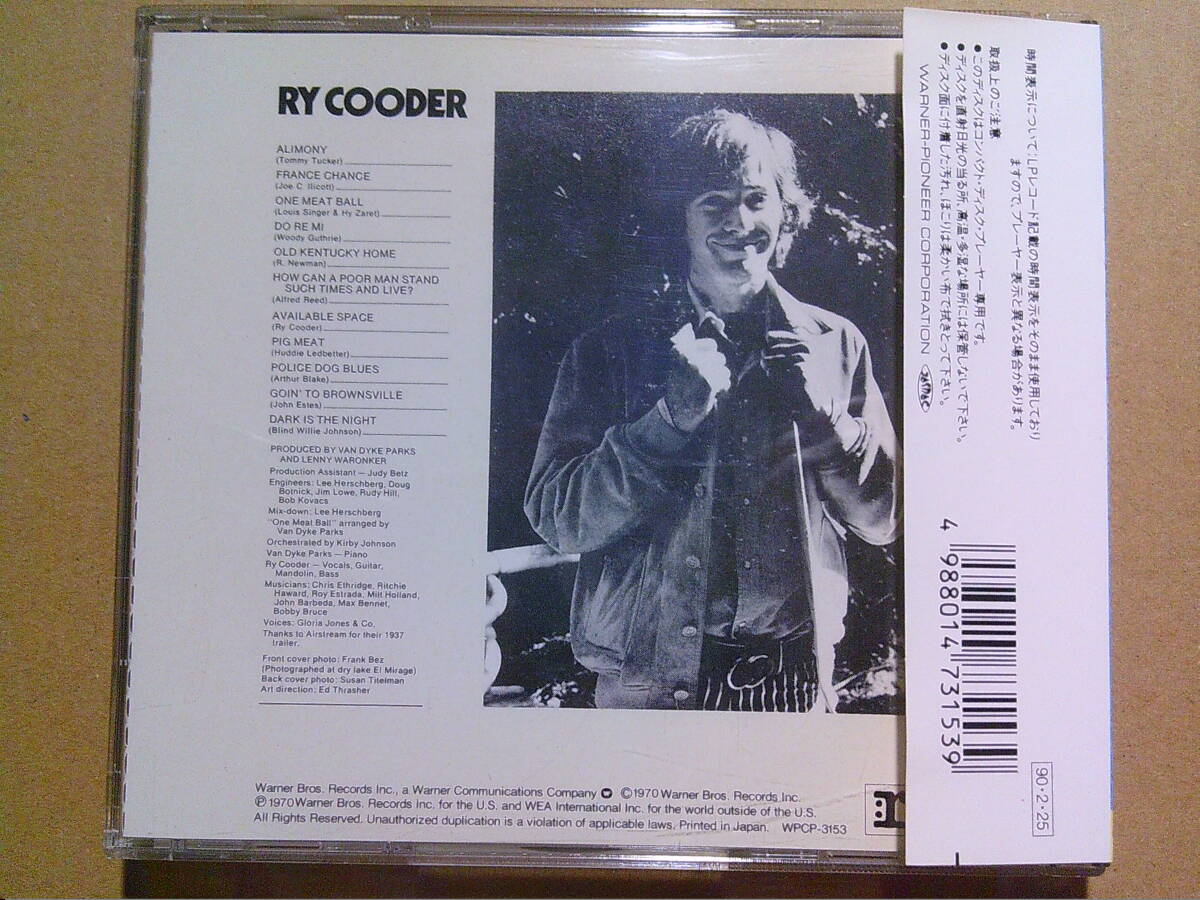 RY COODER
ALIMONY
(Tommy Tucker)
FRANCE CHANCE
(Joe C. Ilicott)
ONE MEAT BALL
(Louis Singer & Hy Zaret)
DO RE MI
(Woody Guthrie)
OLD KENTUCKY HOME
(R. Newman)
HOW CAN A POOR MAN STAND
SUCH TIMES AND LIVE?
(Alfred Reed)
AVAILABLE SPACE
(Ry Cooder)
PIG MEAT
(Huddie Ledbetter)
POLICE DOG BLUES
(Arthur Blake)
GOIN' TO BROWNSVILLE
(John Estes)
DARK IS THE NIGHT
(Blind Willie Johnson)
PRODUCED BY VAN DYKE PARKS
AND LENNY WARONKER
Production Assistant — Judy Betz
Engineers: Lee Herschberg, Doug
Botnick, Jim Lowe, Rudy Hill,
Bob Kovacs
Mix-down: Lee Herschberg
"One Meat Ball" arranged by
Van Dyke Parks
Orchestrated by Kirby Johnson
Van Dyke Parks — Piano
Ry Cooder — Vocals, Guitar,
Mandolin, Bass
Musicians: Chris Ethridge, Ritchie
Haward, Roy Estrada, Milt Holland,
John Barbeda, Max Bennet,
Bobby Bruce
Voices: Gloria Jones & Co.
Thanks to Airstream for their 1937
trailer.
Front cover photo: Frank Bez
(Photographed at dry lake El Mirage)
Back cover photo: Susan Titelman
Art direction: Ed Thrasher
Warner Bros. Records Inc., a Warner Communications Company ©1970 Warner Bros. Records Inc.
℗1970 Warner Bros. Records Inc. for the U.S. and WEA International Inc. for the world outside of the U.S.
All Rights Reserved. Unauthorized duplication is a violation of applicable laws. Printed in Japan. WPCP-3153
時間表示について:LPレコード記載の時間表示をそのまま使用しており
ますので、プレーヤー表示と異なる場合があります。
取扱上のご注意
●このディスクはコンパクト・ディスク・プレーヤー専用です。
●ディスクを直射日光の当る所、高温・多湿な場所には保管しないで下さい。
●ディスク面に付着した汚れ、ほこりは柔かい布で拭きとって下さい。
WARNER-PIONEER CORPORATION JASRAC
4 988014 731539
90·2·25